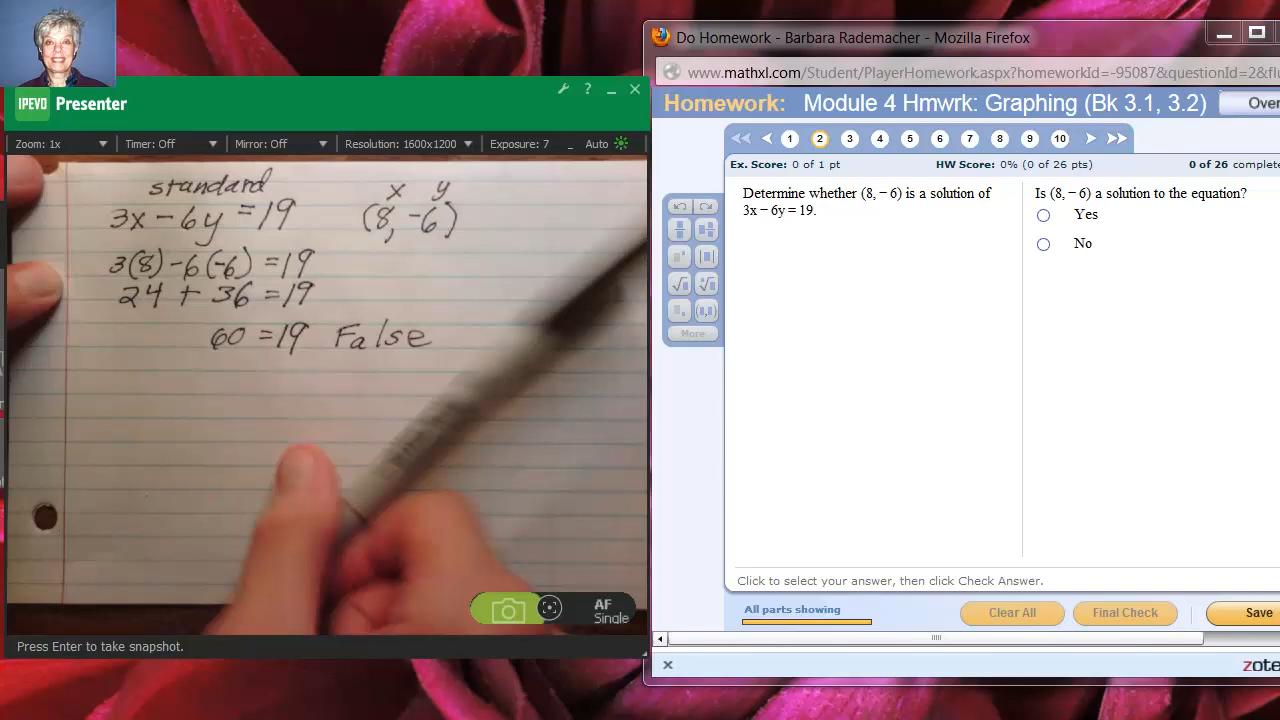 IPEVO Presenter
Zoom: 1x Timer: Off Mirror: Off Resolution: 1600x1200 Exposure: 7 Auto
standard
3x - 6y = 19
x y
(8, -6)
3(8) - 6(-6) = 19
24 + 36 = 19
60 = 19 False
AF
Single
Press Enter to take snapshot.
Do Homework - Barbara Rademacher - Mozilla Firefox
www.mathxl.com/Student/PlayerHomework.aspx?homeworkId=-95087&questionId=2&flu
Homework: Module 4 Hmwrk: Graphing (Bk 3.1, 3.2) Over
1 2 3 4 5 6 7 8 9 10
Ex. Score: 0 of 1 pt HW Score: 0% (0 of 26 pts) 0 of 26 complete
Determine whether (8, − 6) is a solution of
3x − 6y = 19.
Is (8, − 6) a solution to the equation?
Yes
No
More
Click to select your answer, then click Check Answer.
All parts showing
Clear All Final Check Save
zote